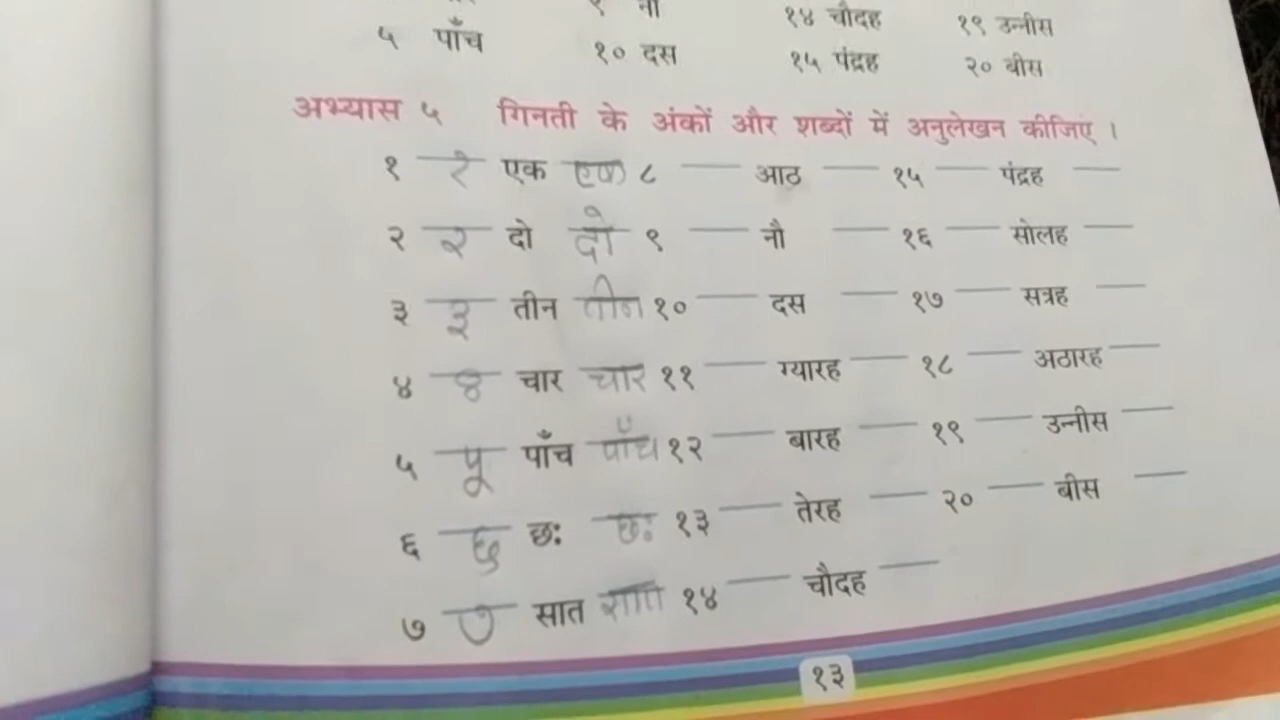 नौ १४ चौदह १९ उन्नीस
५ पाँच १० दस १५ पंद्रह २० बीस
अभ्यास ५ गिनती के अंकों और शब्दों में अनुलेखन कीजिए ।
१ १ एक एक ८ आठ १५ पंद्रह
२ २ दो दो ९ नौ १६ सोलह
३ ३ तीन तीन १० दस १७ सत्रह
४ ४ चार चार ११ ग्यारह १८ अठारह
५ ५ पाँच पाँच १२ बारह १९ उन्नीस
६ ६ छः छः १३ तेरह २० बीस
७ ७ सात सात १४ चौदह
१३